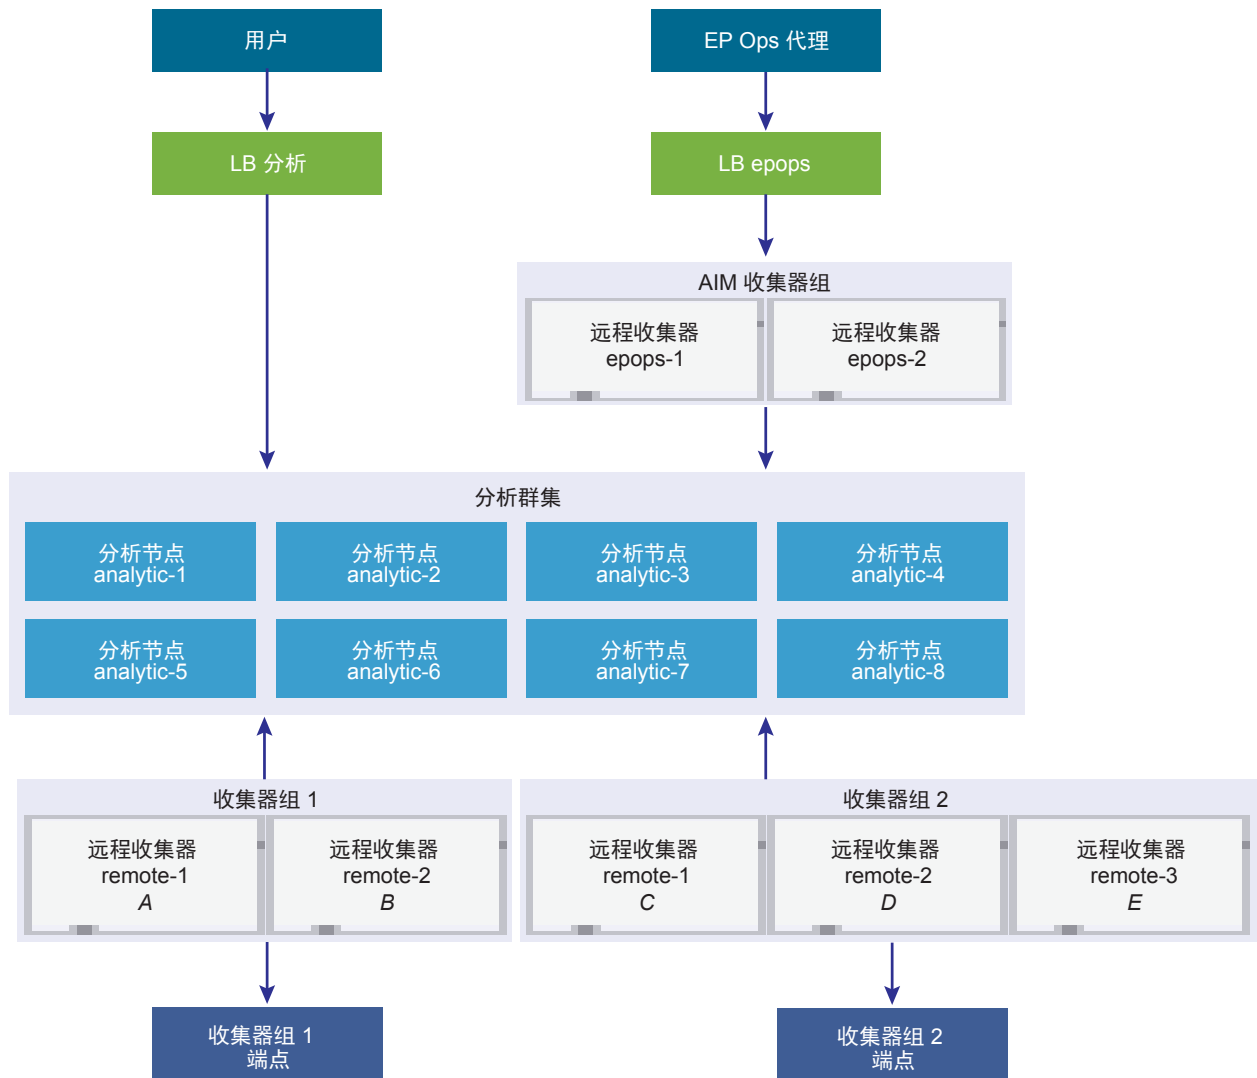 用户
EP Ops 代理
LB 分析
LB epops
AIM 收集器组
远程收集器
epops-1
远程收集器
epops-2
分析群集
分析节点
analytic-1
分析节点
analytic-2
分析节点
analytic-3
分析节点
analytic-4
分析节点
analytic-5
分析节点
analytic-6
分析节点
analytic-7
分析节点
analytic-8
收集器组 1
远程收集器
remote-1
A
远程收集器
remote-2
B
收集器组 2
远程收集器
remote-1
C
远程收集器
remote-2
D
远程收集器
remote-3
E
收集器组 1
端点
收集器组 2
端点